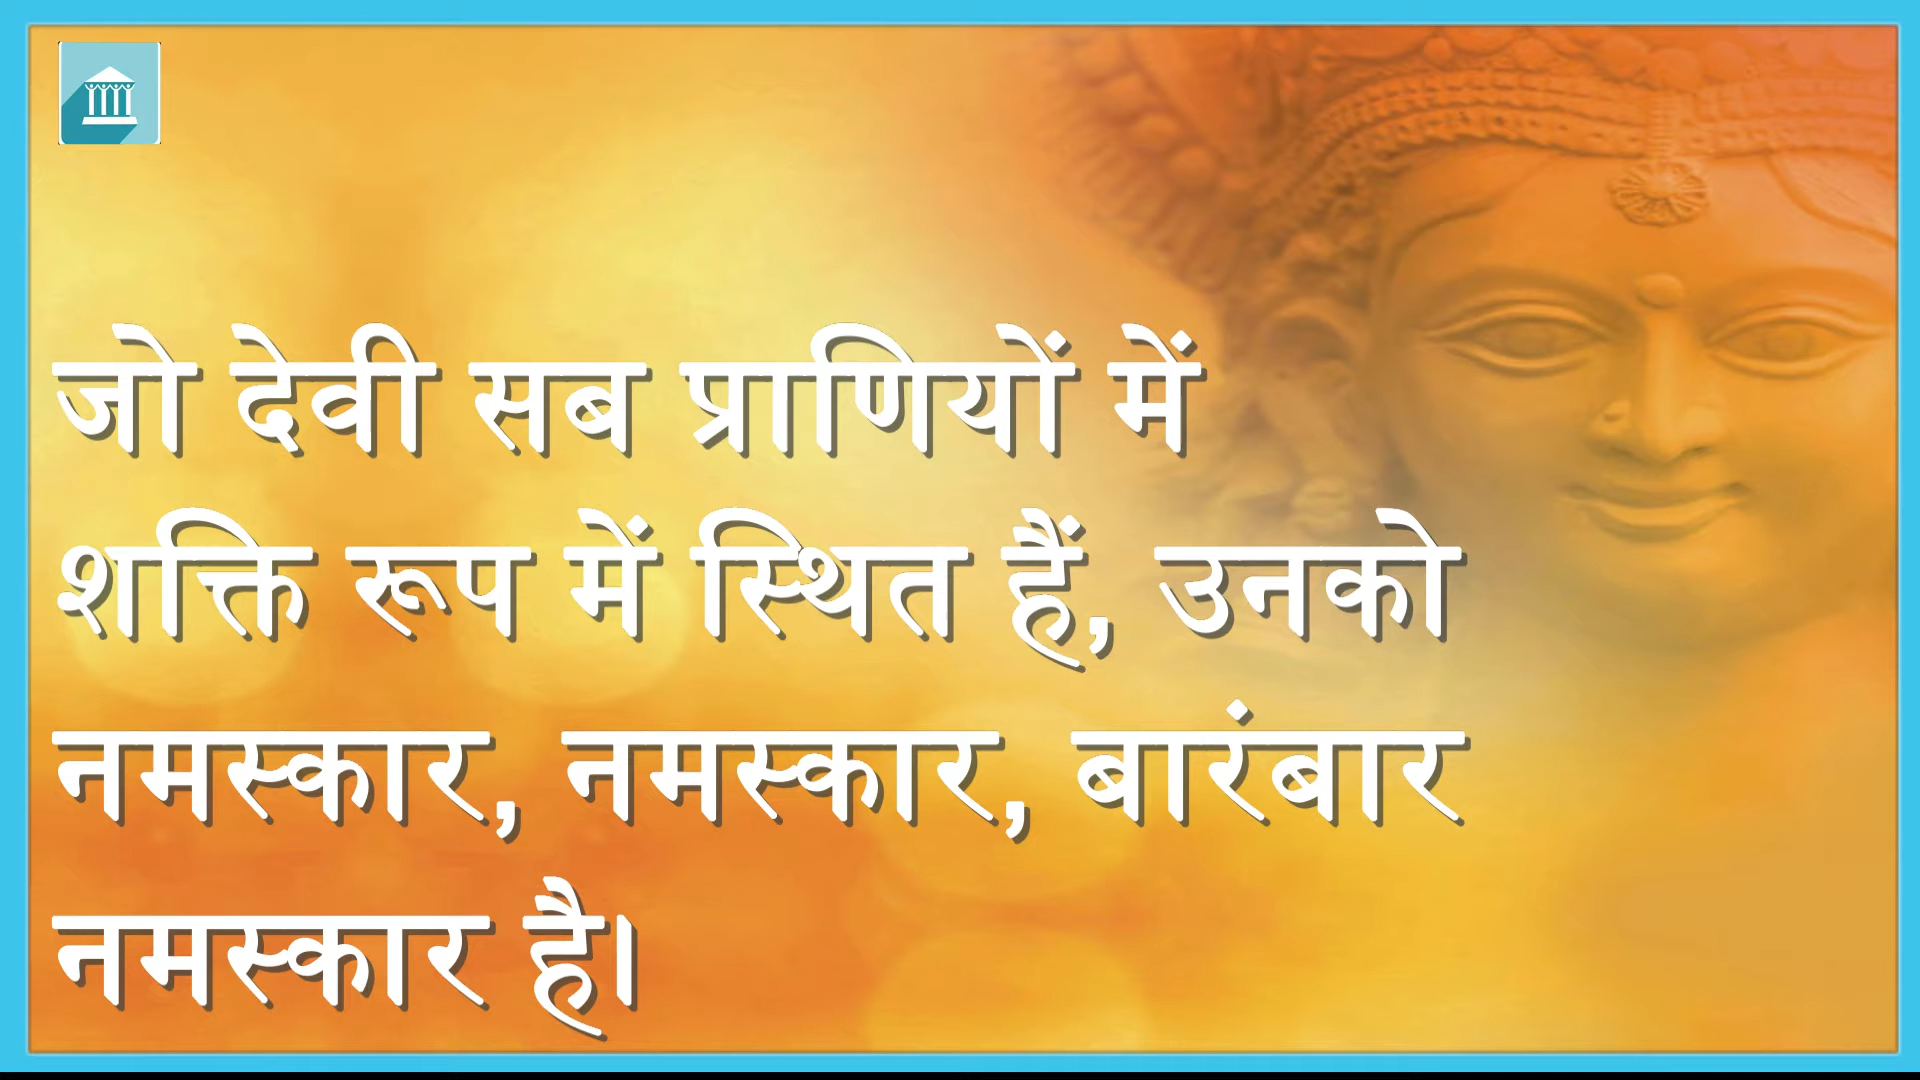 जो देवी सब प्राणियों में
शक्ति रूप में स्थित हैं, उनको
नमस्कार, नमस्कार, बारंबार
नमस्कार है।